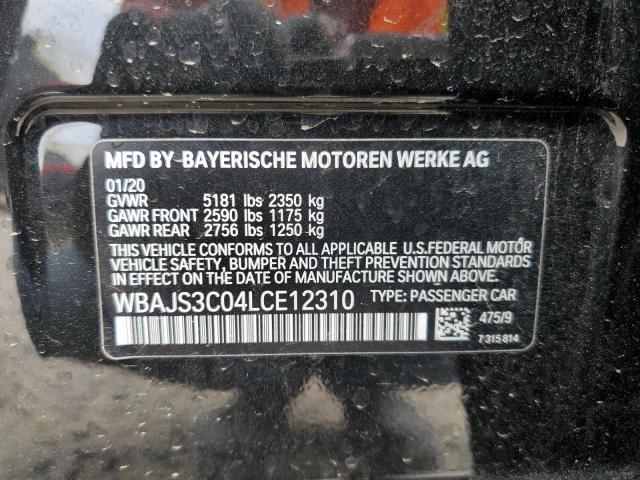 MFD BY-BAYERISCHE MOTOREN WERKE AG
01/20
GVWR 5181 lbs 2350 kg
GAWR FRONT 2590 lbs 1175 kg
GAWR REAR 2756 lbs 1250 kg
THIS VEHICLE CONFORMS TO ALL APPLICABLE U.S.FEDERAL MOTOR
VEHICLE SAFETY, BUMPER AND THEFT PREVENTION STANDARDS
IN EFFECT ON THE DATE OF MANUFACTURE SHOWN ABOVE.
WBAJS3C04LCE12310 TYPE: PASSENGER CAR
475/9
7315814